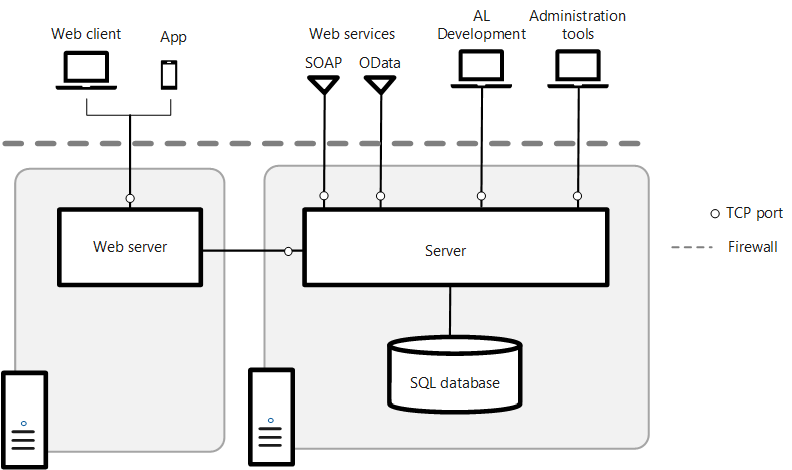 Web client
App
Web services
SOAP
OData
AL
Development
Administration
tools
TCP port
Firewall
Web server
Server
SQL database